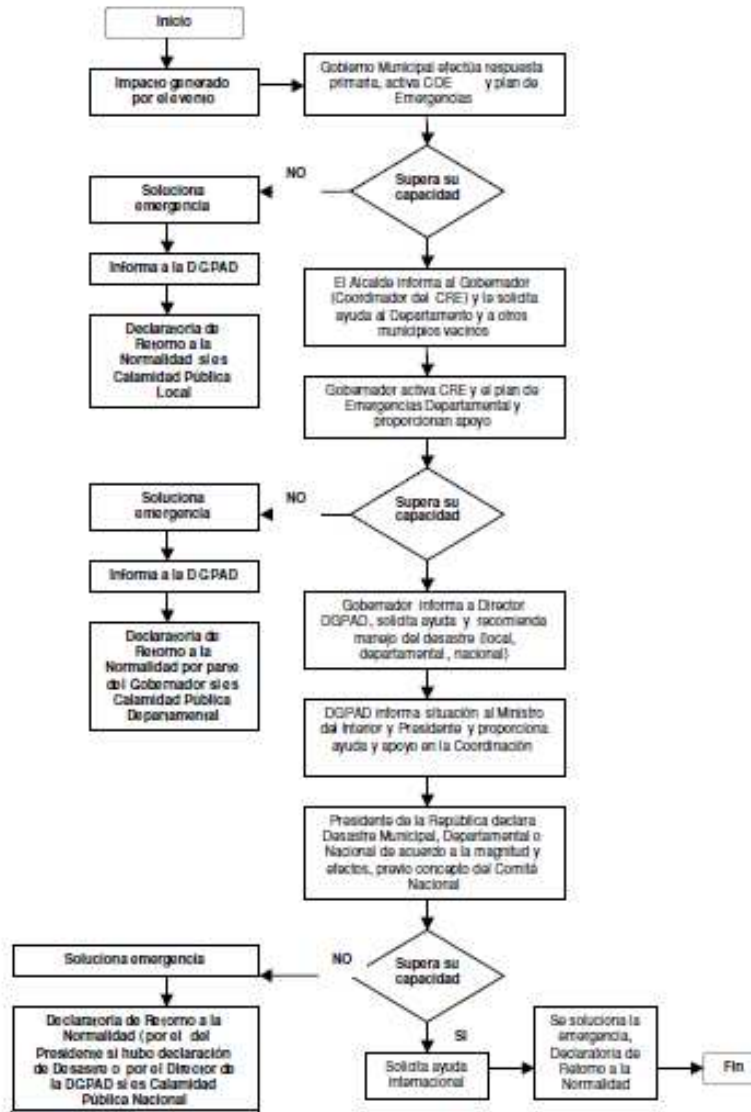 Inicio
Impacto generado
por el evento
Gobierno Municipal efectúa respuesta
primaria, activa COE y plan de
Emergencias
Supera su
capacidad
NO
Soluciona
emergencia
Informa a la DGPAD
Declaratoria de
Retorno a la
Normalidad si es
Calamidad Pública
Local
El Alcalde informa al Gobernador
(Coordinador del CRE) y le solicita
ayuda al Departamento y a otros
municipios vecinos
Gobernador activa CRE y el plan de
Emergencias Departamental y
proporcionan apoyo
Supera su
capacidad
NO
Soluciona
emergencia
Informa a la DGPAD
Declaratoria de
Retorno a la
Normalidad por parte
del Gobernador si es
Calamidad Pública
Departamental
Gobernador informa a Director
DGPAD, solicita ayuda y recomienda
manejo del desastre (local,
departamental, nacional)
DGPAD informa situación al Ministro
del Interior y Presidente y proporciona
ayuda y apoyo en la Coordinación
Presidente de la República declara
Desastre Municipal, Departamental o
Nacional de acuerdo a la magnitud y
efectos, previo concepto del Comité
Nacional
Supera su
capacidad
NO
Soluciona emergencia
Declaratoria de Retorno a la
Normalidad (por el del
Presidente si hubo declaración
de Desastre o por el Director de
la DGPAD si es Calamidad
Pública Nacional
SI
Solicita ayuda
internacional
Se soluciona la
emergencia,
Declaratoria de
Retorno a la
Normalidad
Fin